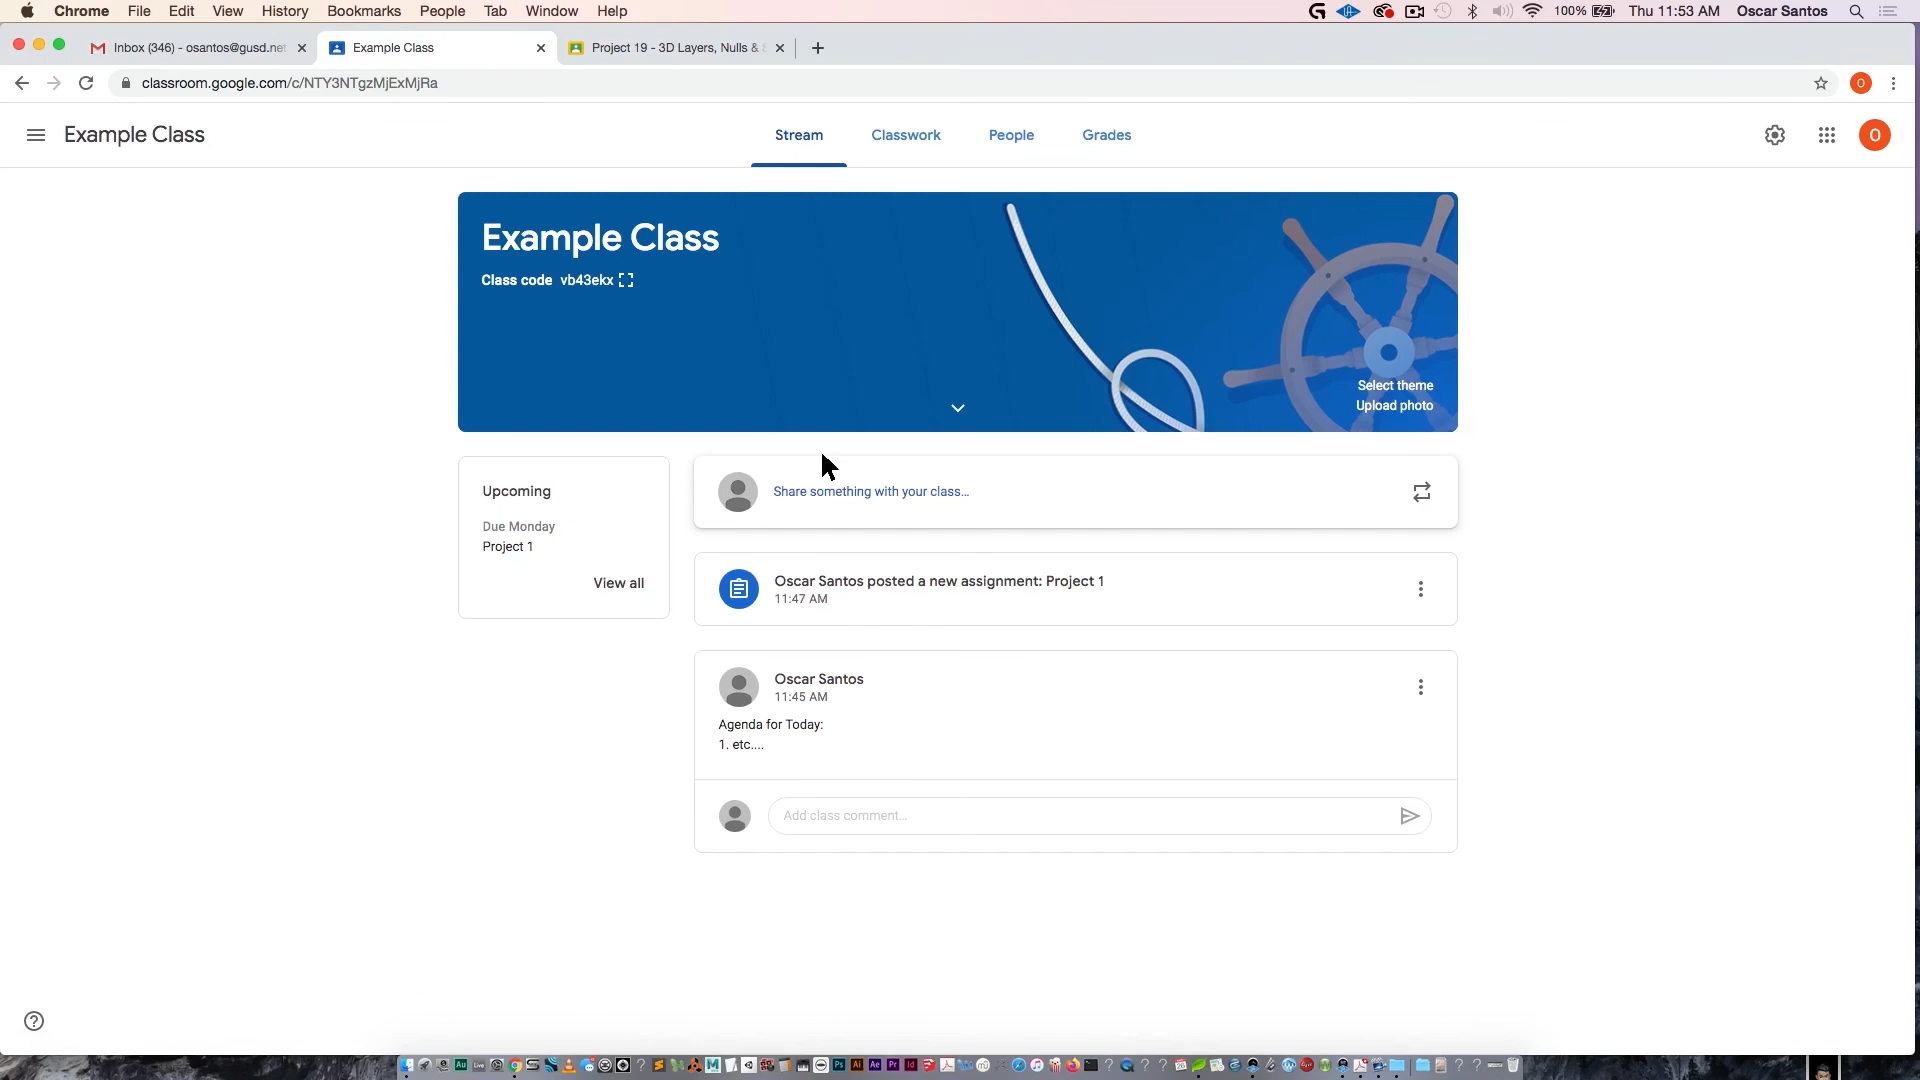 Chrome File Edit View History Bookmarks People Tab Window Help 100% Thu 11:53 AM Oscar Santos
Inbox (346) - osantos@gusd.net Example Class Project 19 - 3D Layers, Nulls &
classroom.google.com/c/NTY3NTgzMjExMjRa O
Example Class Stream Classwork People Grades O
Example Class
Class code vb43ekx
Select theme
Upload photo
Upcoming
Due Monday
Project 1
View all
Share something with your class...
Oscar Santos posted a new assignment: Project 1
11:47 AM
Oscar Santos
11:45 AM
Agenda for Today:
1. etc....
Add class comment...